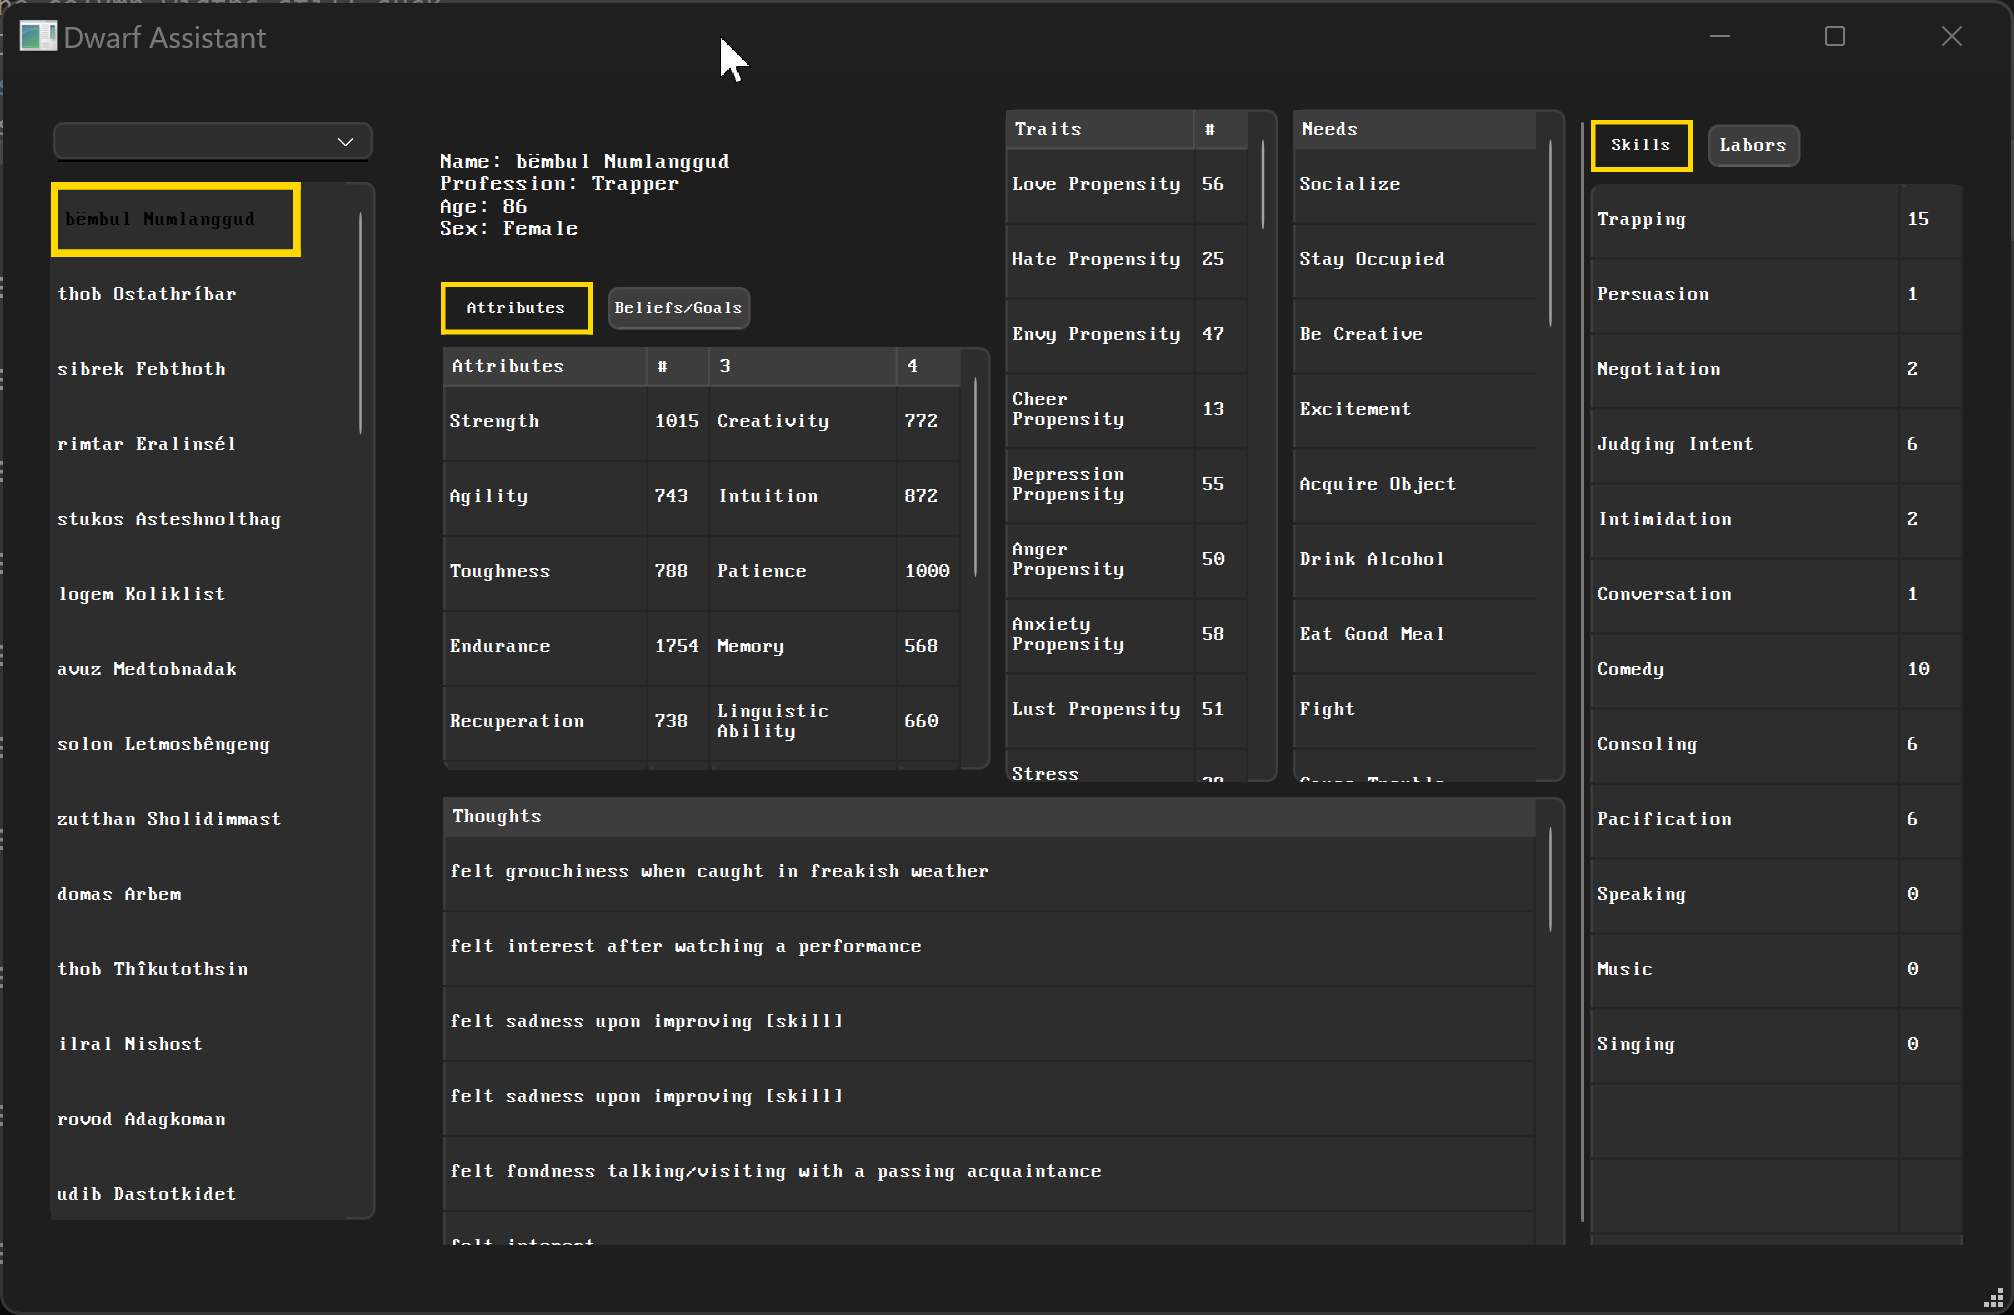 Dwarf Assistant
bëmbul Numlanggud
thob Ostathríbar
sibrek Febthoth
rimtar Eralinsél
stukos Asteshnolthag
logem Koliklist
avuz Medtobnadak
solon Letmosbêngeng
zutthan Sholidimmast
domas Arbem
thob Thîkutothsin
ilral Nishost
rovod Adagkoman
udib Dastotkidet
Name: bëmbul Numlanggud
Profession: Trapper
Age: 86
Sex: Female
Attributes Beliefs/Goals
Attributes # 3 4
Strength 1015 Creativity 772
Agility 743 Intuition 872
Toughness 788 Patience 1000
Endurance 1754 Memory 568
Recuperation 738 Linguistic Ability 660
Traits #
Love Propensity 56
Hate Propensity 25
Envy Propensity 47
Cheer Propensity 13
Depression Propensity 55
Anger Propensity 50
Anxiety Propensity 58
Lust Propensity 51
Stress
Needs
Socialize
Stay Occupied
Be Creative
Excitement
Acquire Object
Drink Alcohol
Eat Good Meal
Fight
Thoughts
felt grouchiness when caught in freakish weather
felt interest after watching a performance
felt sadness upon improving [skill]
felt sadness upon improving [skill]
felt fondness talking/visiting with a passing acquaintance
felt interest
Skills Labors
Trapping 15
Persuasion 1
Negotiation 2
Judging Intent 6
Intimidation 2
Conversation 1
Comedy 10
Consoling 6
Pacification 6
Speaking 0
Music 0
Singing 0